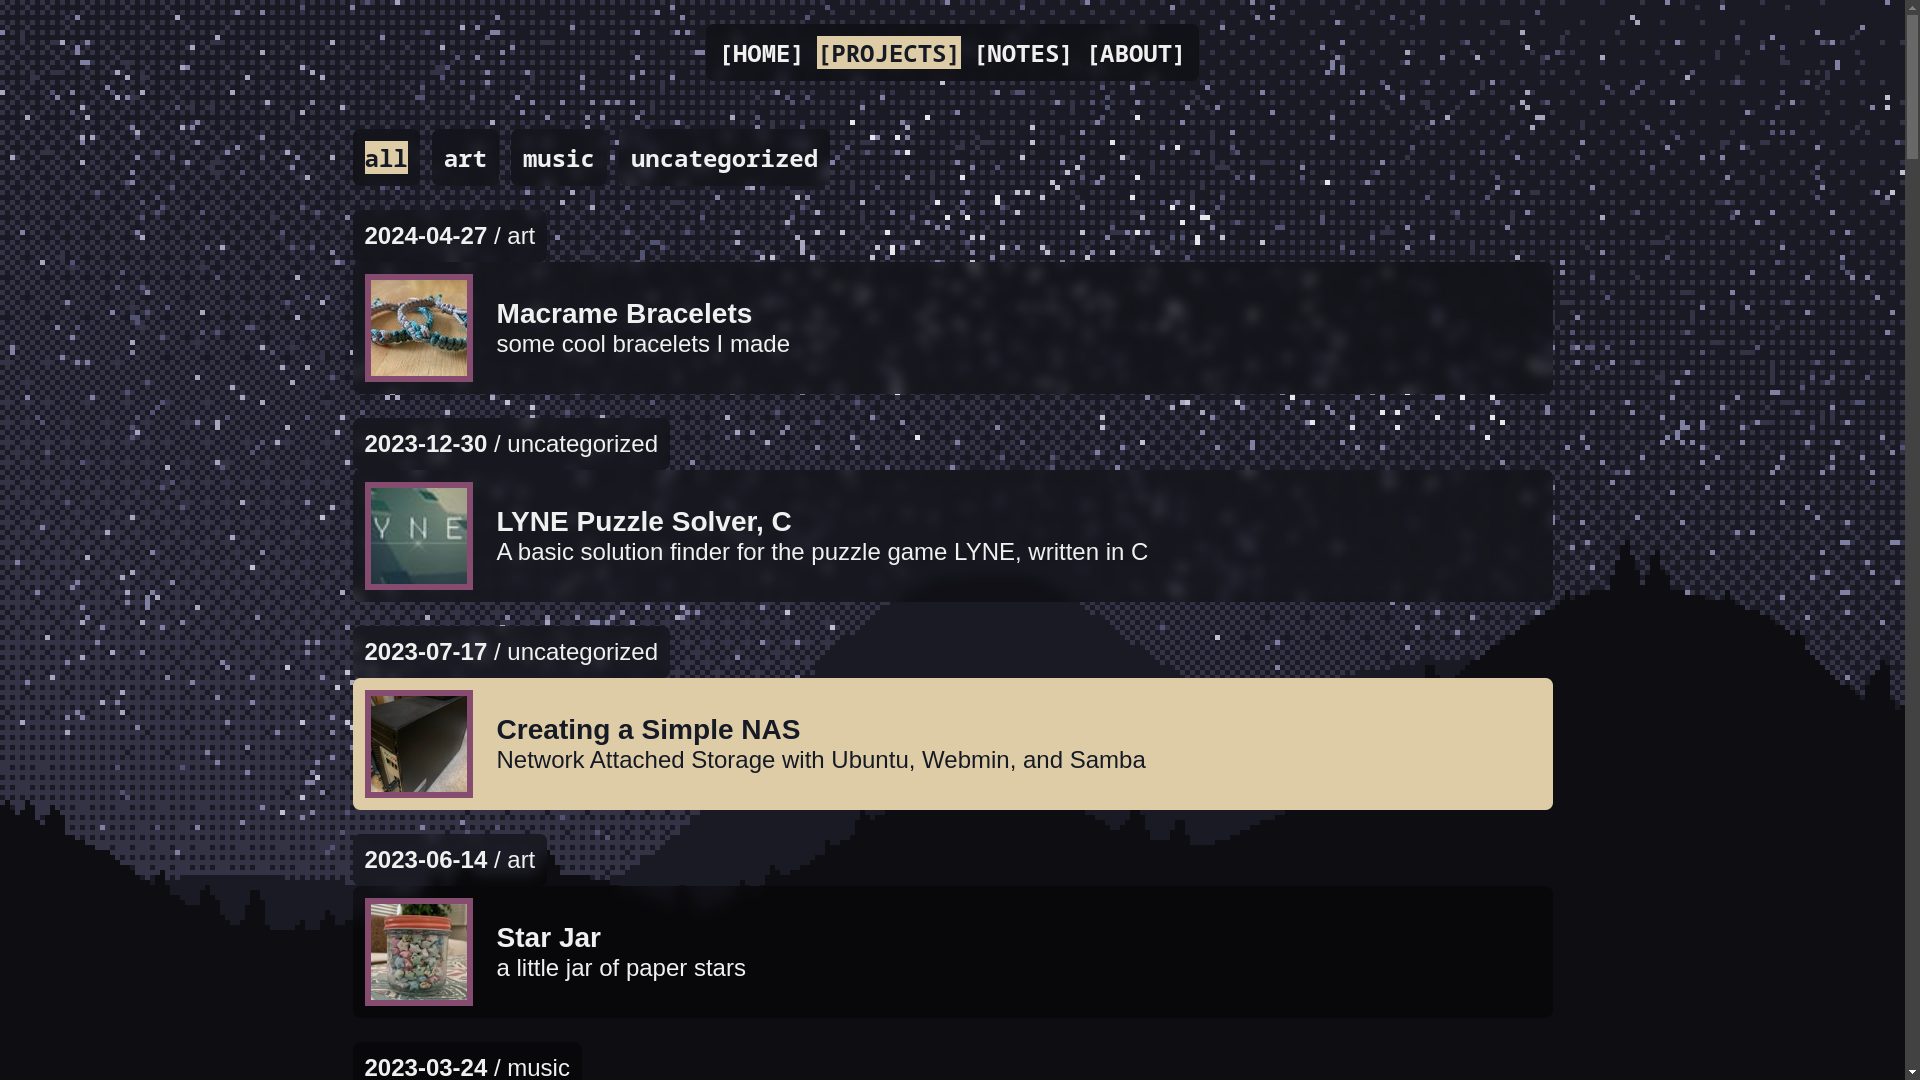 [HOME] [PROJECTS] [NOTES] [ABOUT]
all art music uncategorized
2024-04-27 / art
Macrame Bracelets
some cool bracelets I made
2023-12-30 / uncategorized
YNE
LYNE Puzzle Solver, C
A basic solution finder for the puzzle game LYNE, written in C
2023-07-17 / uncategorized
Creating a Simple NAS
Network Attached Storage with Ubuntu, Webmin, and Samba
2023-06-14 / art
Star Jar
a little jar of paper stars
2023-03-24 / music